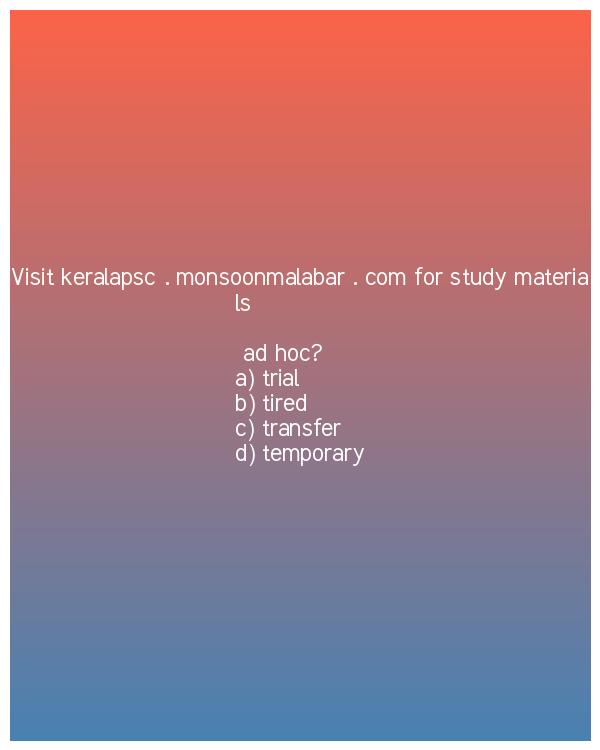 Visit keralapsc . monsoonmalabar . com for study materia
ls
ad hoc?
a) trial
b) tired
c) transfer
d) temporary